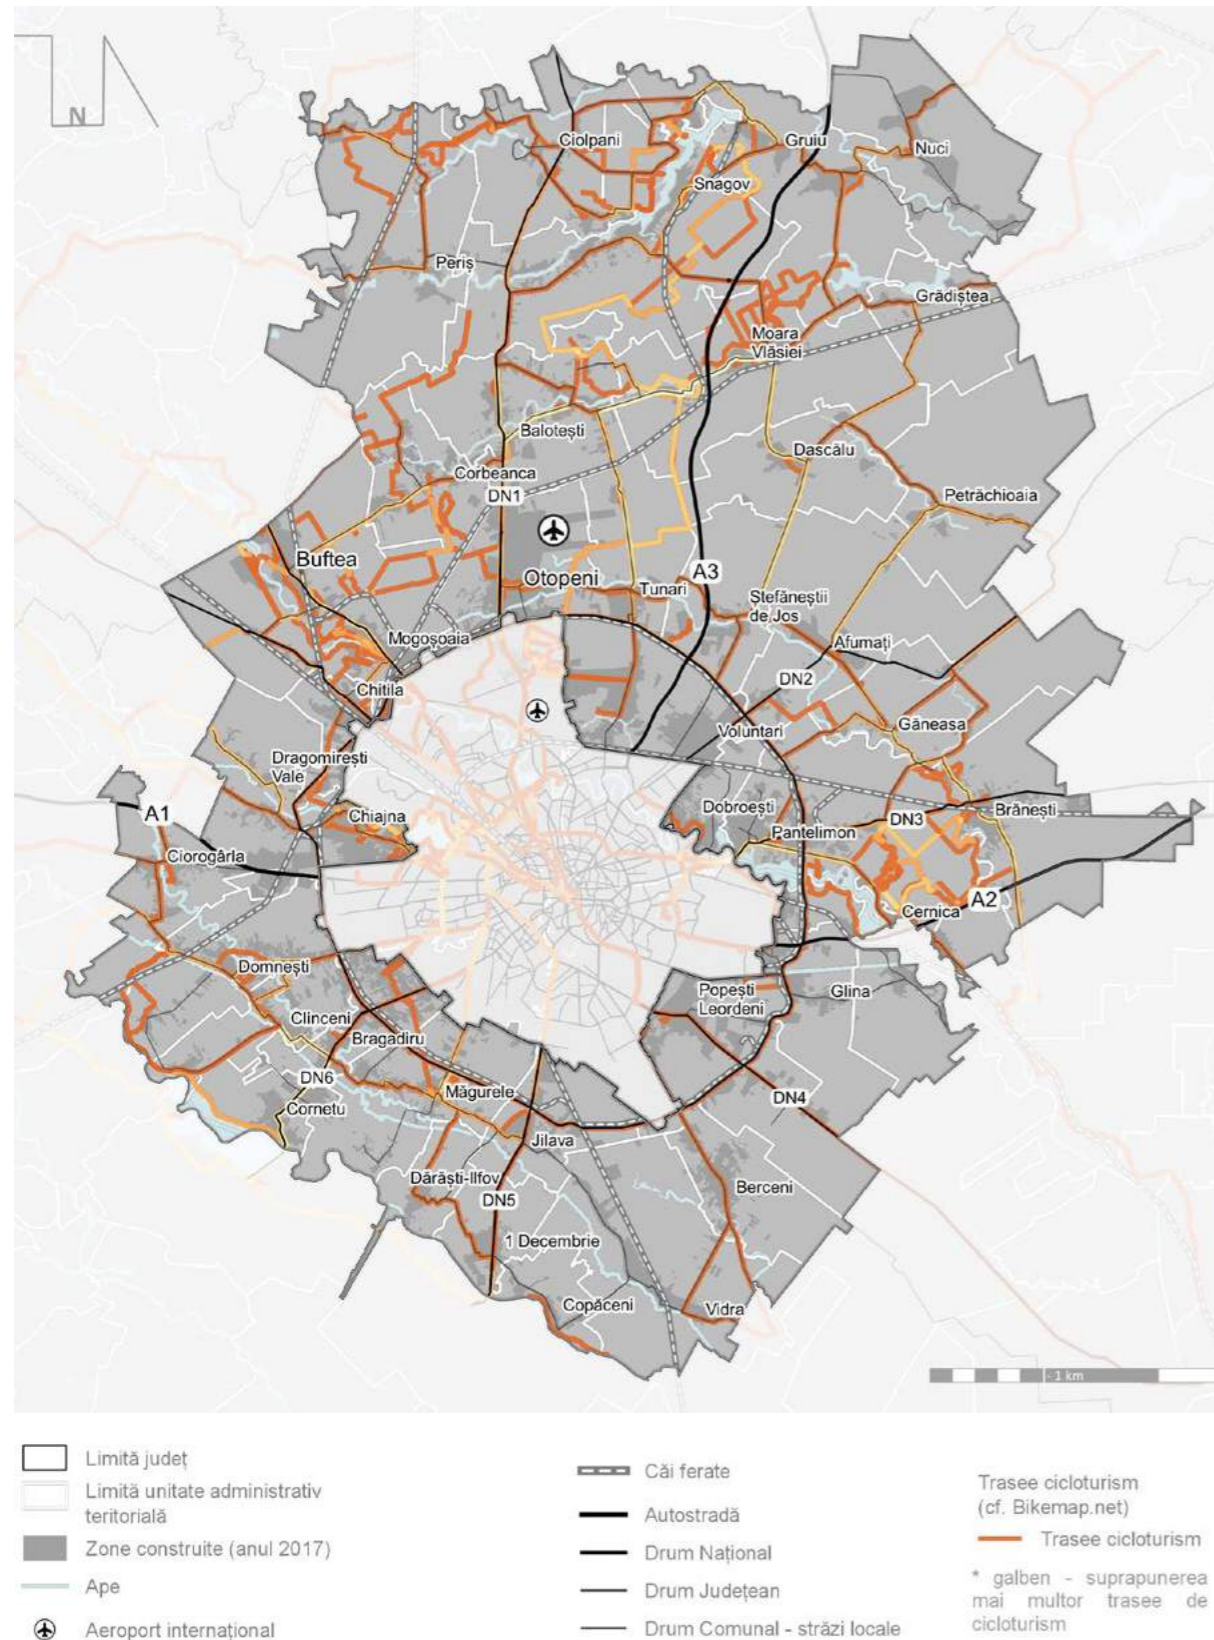 N
Ciolpani
Gruiu
Nuci
Snagov
Periș
Grădiștea
Moara
Vlăsiei
Balotești
Dascălu
Corbeanca
DN1
Petrăchioaia
Buftea
Otopeni
A3
Tunari
Ștefăneștii
de Jos
Mogoșoaia
Afumați
DN2
Chitila
Voluntari
Găneasa
Dragomirești
Vale
Dobroești
Brănești
A1
Chiajna
DN3
Pantelimon
Ciorogârla
A2
Cernica
Domnești
Popești
Leordeni
Glina
Clinceni
Bragadiru
DN6
Măgurele
DN4
Cornetu
Jilava
Dărăști-Ilfov
DN5
Berceni
1 Decembrie
Copăceni
Vidra
1 km
Limită județ
Limită unitate administrativ
teritorială
Zone construite (anul 2017)
Ape
Aeroport internațional
Căi ferate
Autostradă
Drum Național
Drum Județean
Drum Comunal - străzi locale
Trasee cicloturism
(cf. Bikemap.net)
Trasee cicloturism
* galben - suprapunerea
mai multor trasee de
cicloturism